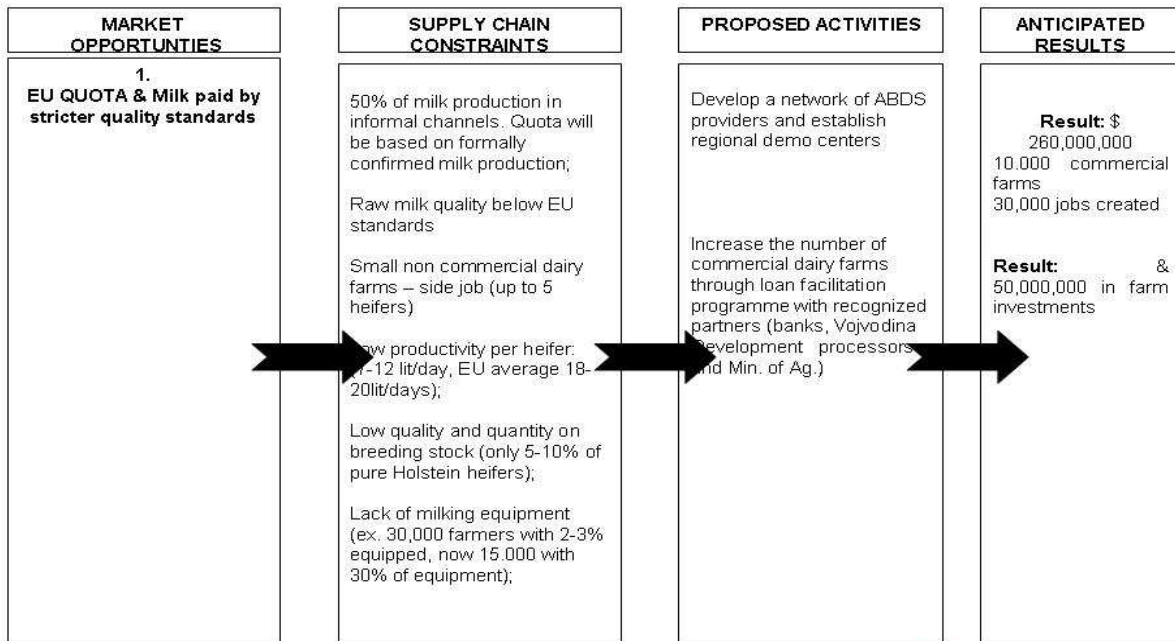 MARKET
OPPORTUNTIES
SUPPLY CHAIN
CONSTRAINTS
PROPOSED ACTIVITIES
ANTICIPATED
RESULTS
1.
EU QUOTA & Milk paid by
stricter quality standards
50% of milk production in
informal channels. Quota will
be based on formally
confirmed milk production;
Raw milk quality below EU
standards
Small non commercial dairy
farms – side job (up to 5
heifers)
productivity per heifer:
-12 lit/day, EU average 18-
20lit/days);
Low quality and quantity on
breeding stock (only 5-10% of
pure Holstein heifers);
Lack of milking equipment
(ex. 30,000 farmers with 2-3%
equipped, now 15.000 with
30% of equipment);
Develop a network of ABDS
providers and establish
regional demo centers
Increase the number of
commercial dairy farms
through loan facilitation
programme with recognized
partners (banks, Vojvodina
Development processors
and Min. of Ag.)
Result: $
260,000,000
10.000 commercial
farms
30,000 jobs created
Result: &
50,000,000 in farm
investments